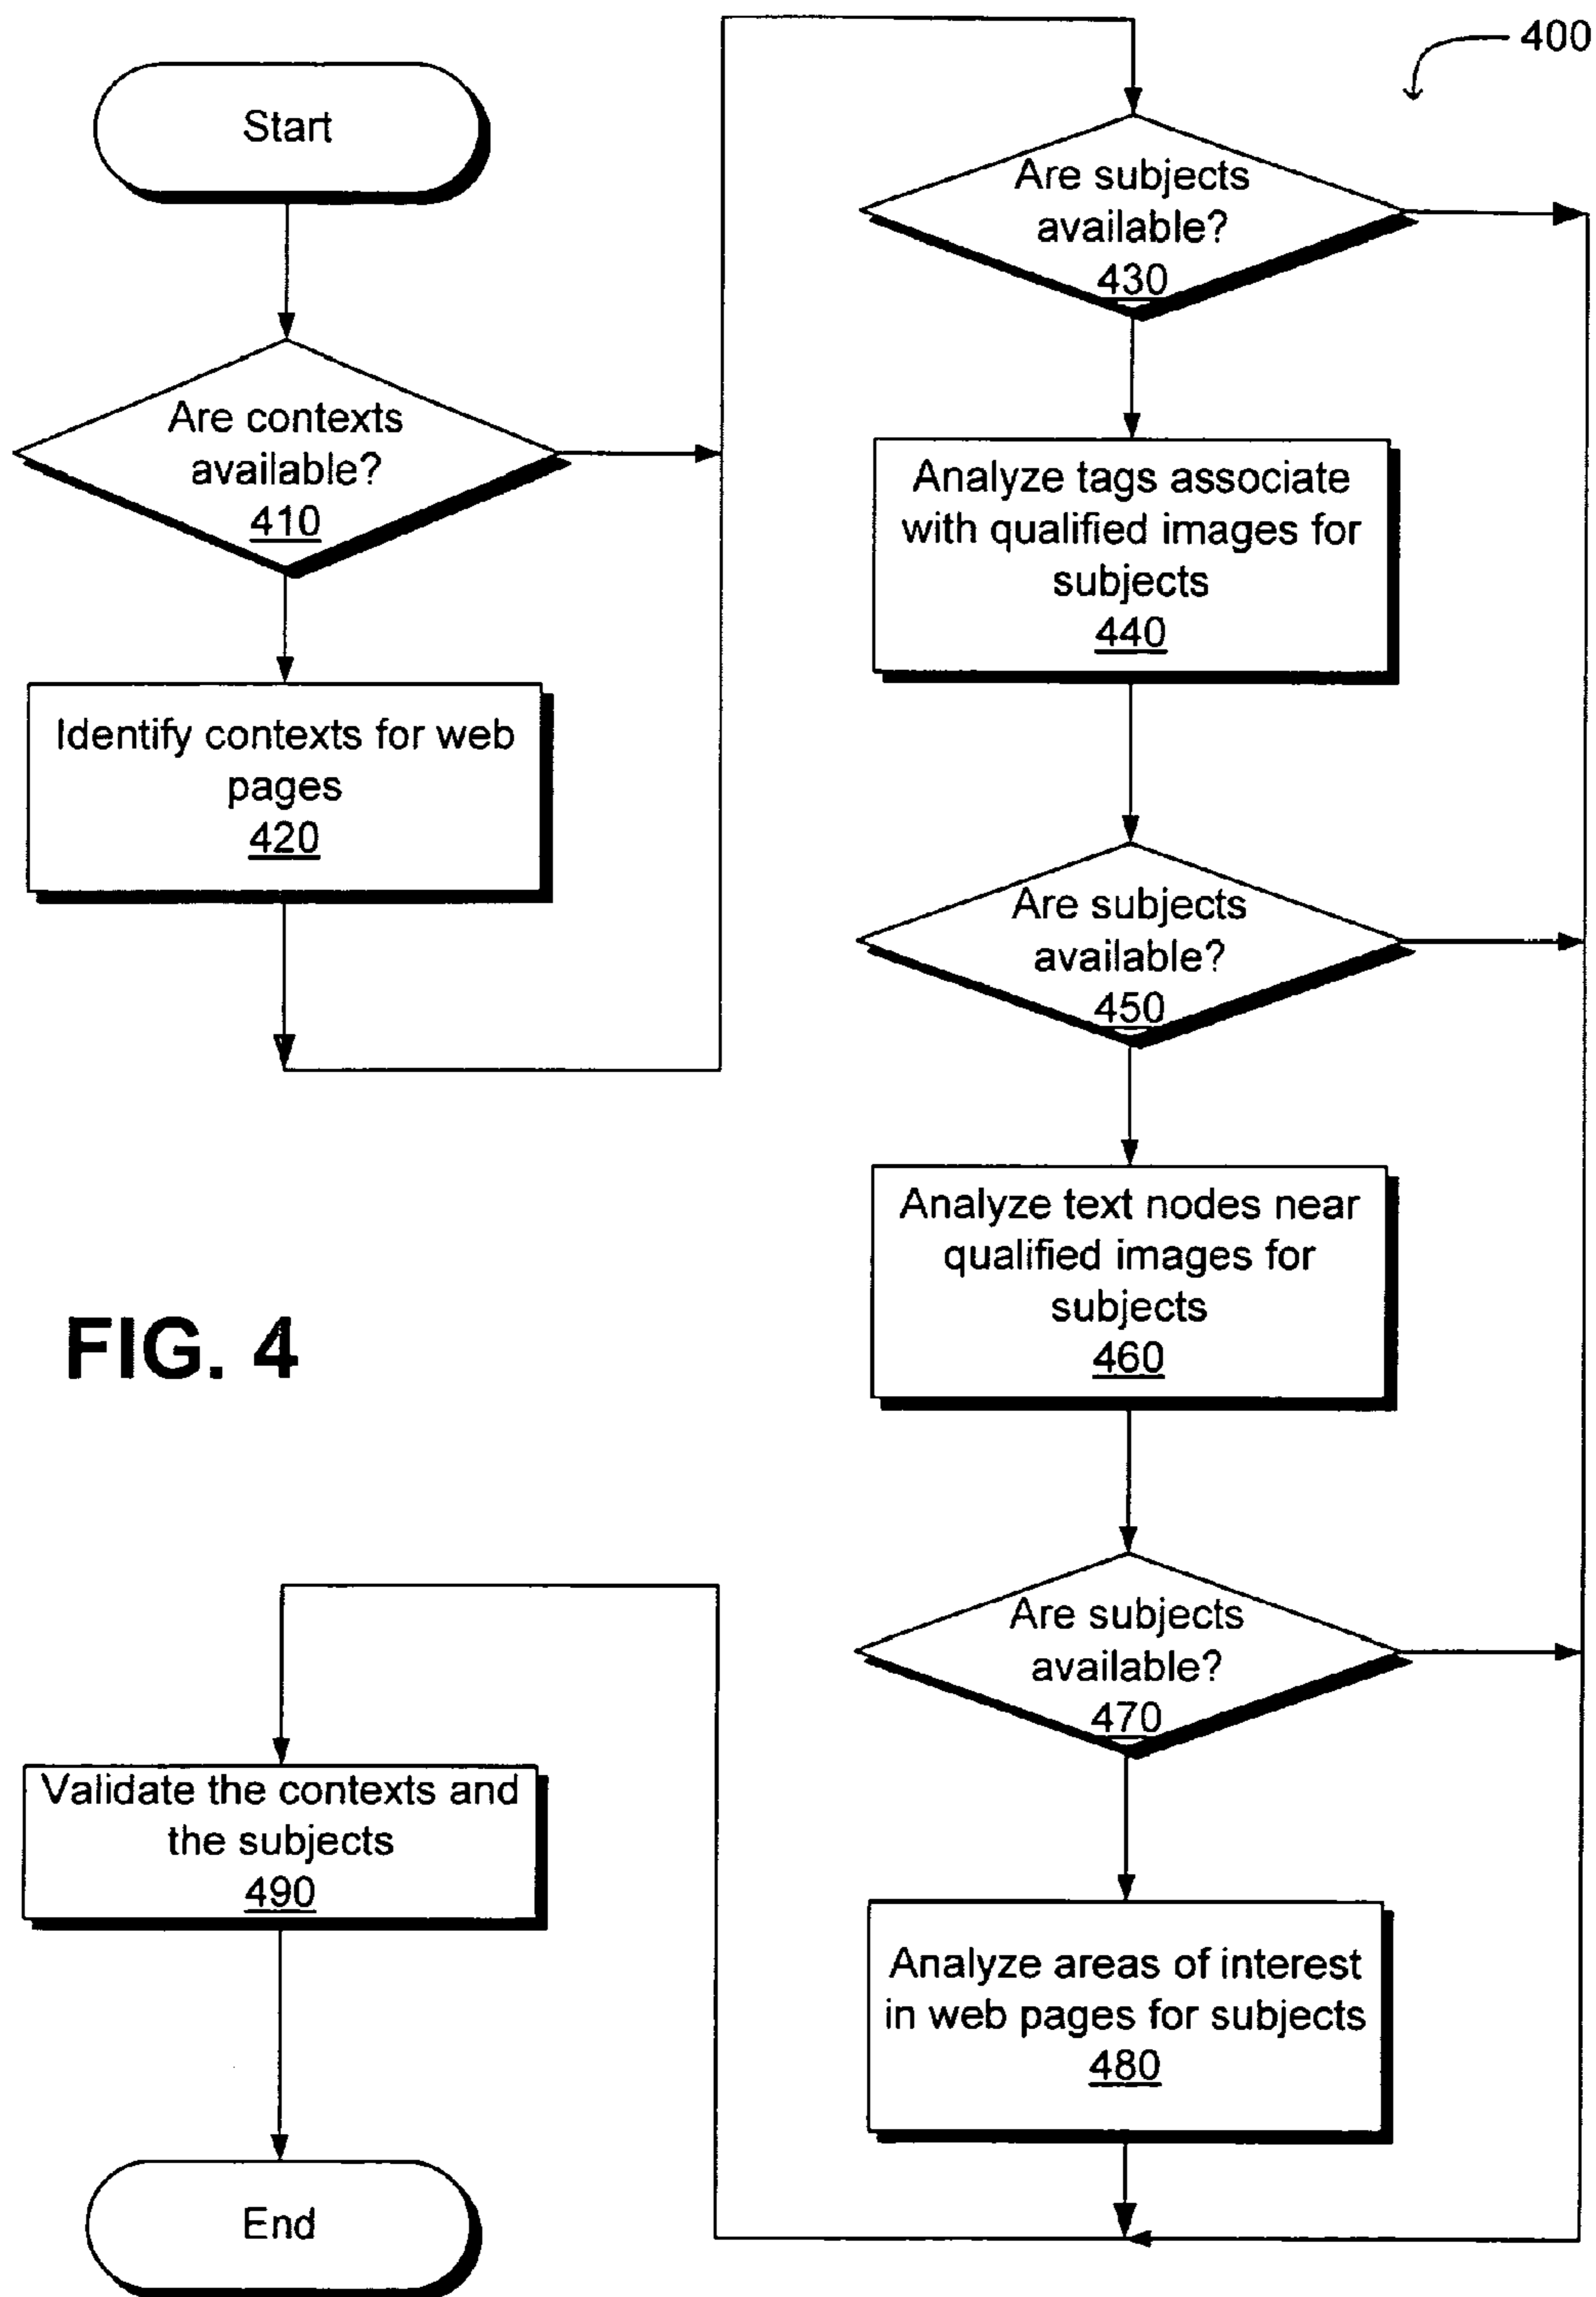 Start
Are contexts
available?
410
Identify contexts for web
pages
420
400
Are subjects
available?
430
Analyze tags associate
with qualified images for
subjects
440
Are subjects
available?
450
Analyze text nodes near
qualified images for
subjects
460
FIG. 4
Are subjects
available?
470
Analyze areas of interest
in web pages for subjects
480
Validate the contexts and
the subjects
490
End